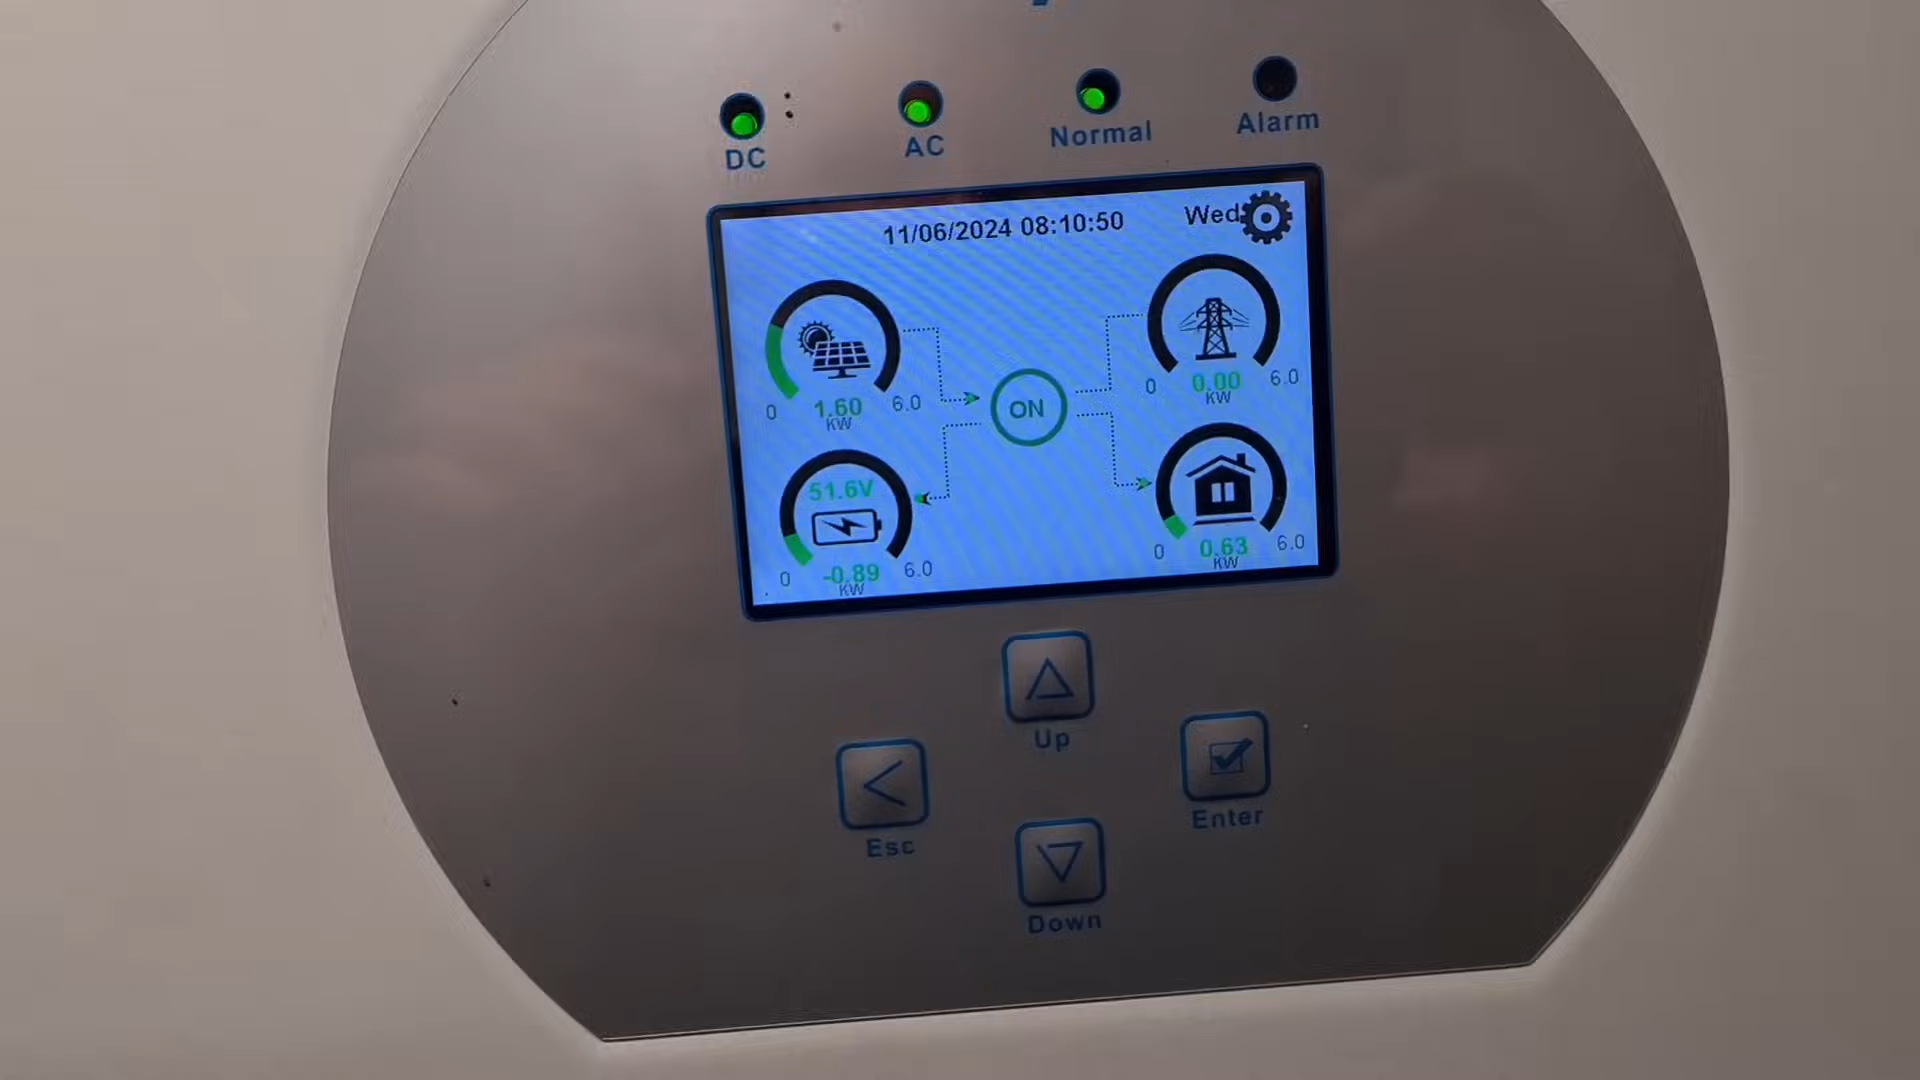 DC
AC
Normal
Alarm
11/06/2024 08:10:50
Wed
0
1.60
6.0
KW
0
0.00
6.0
KW
ON
51.6V
0
-0.89
6.0
KW
0
0.63
6.0
KW
Up
Esc
Enter
Down